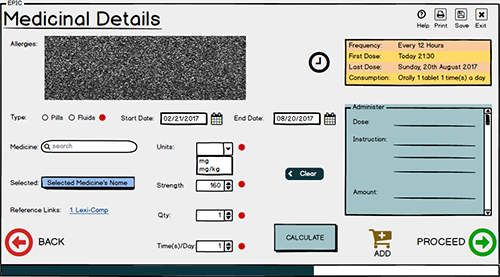 EPIC
Medicinal Details
Help Print Save Exit
Allergies:
Frequency: Every 12 Hours
First Dose: Today 2130
Last Dose: Sunday, 20th August 2017
Consumption: Orally 1 tablet 1 time(s) a day
Type: Pills Fluids Start Date: 02/21/2017 End Date: 08/20/2017
Administer
Dose:
Instruction:
Amount:
Medicine: search
Units:
mg
mg/kg
Clear
Selected: Selected Medicine's Name
Strength 160
Reference Links: 1. Lexi-Comp
Qty: 1
Time(s)/Day 1
CALCULATE
ADD
BACK
PROCEED